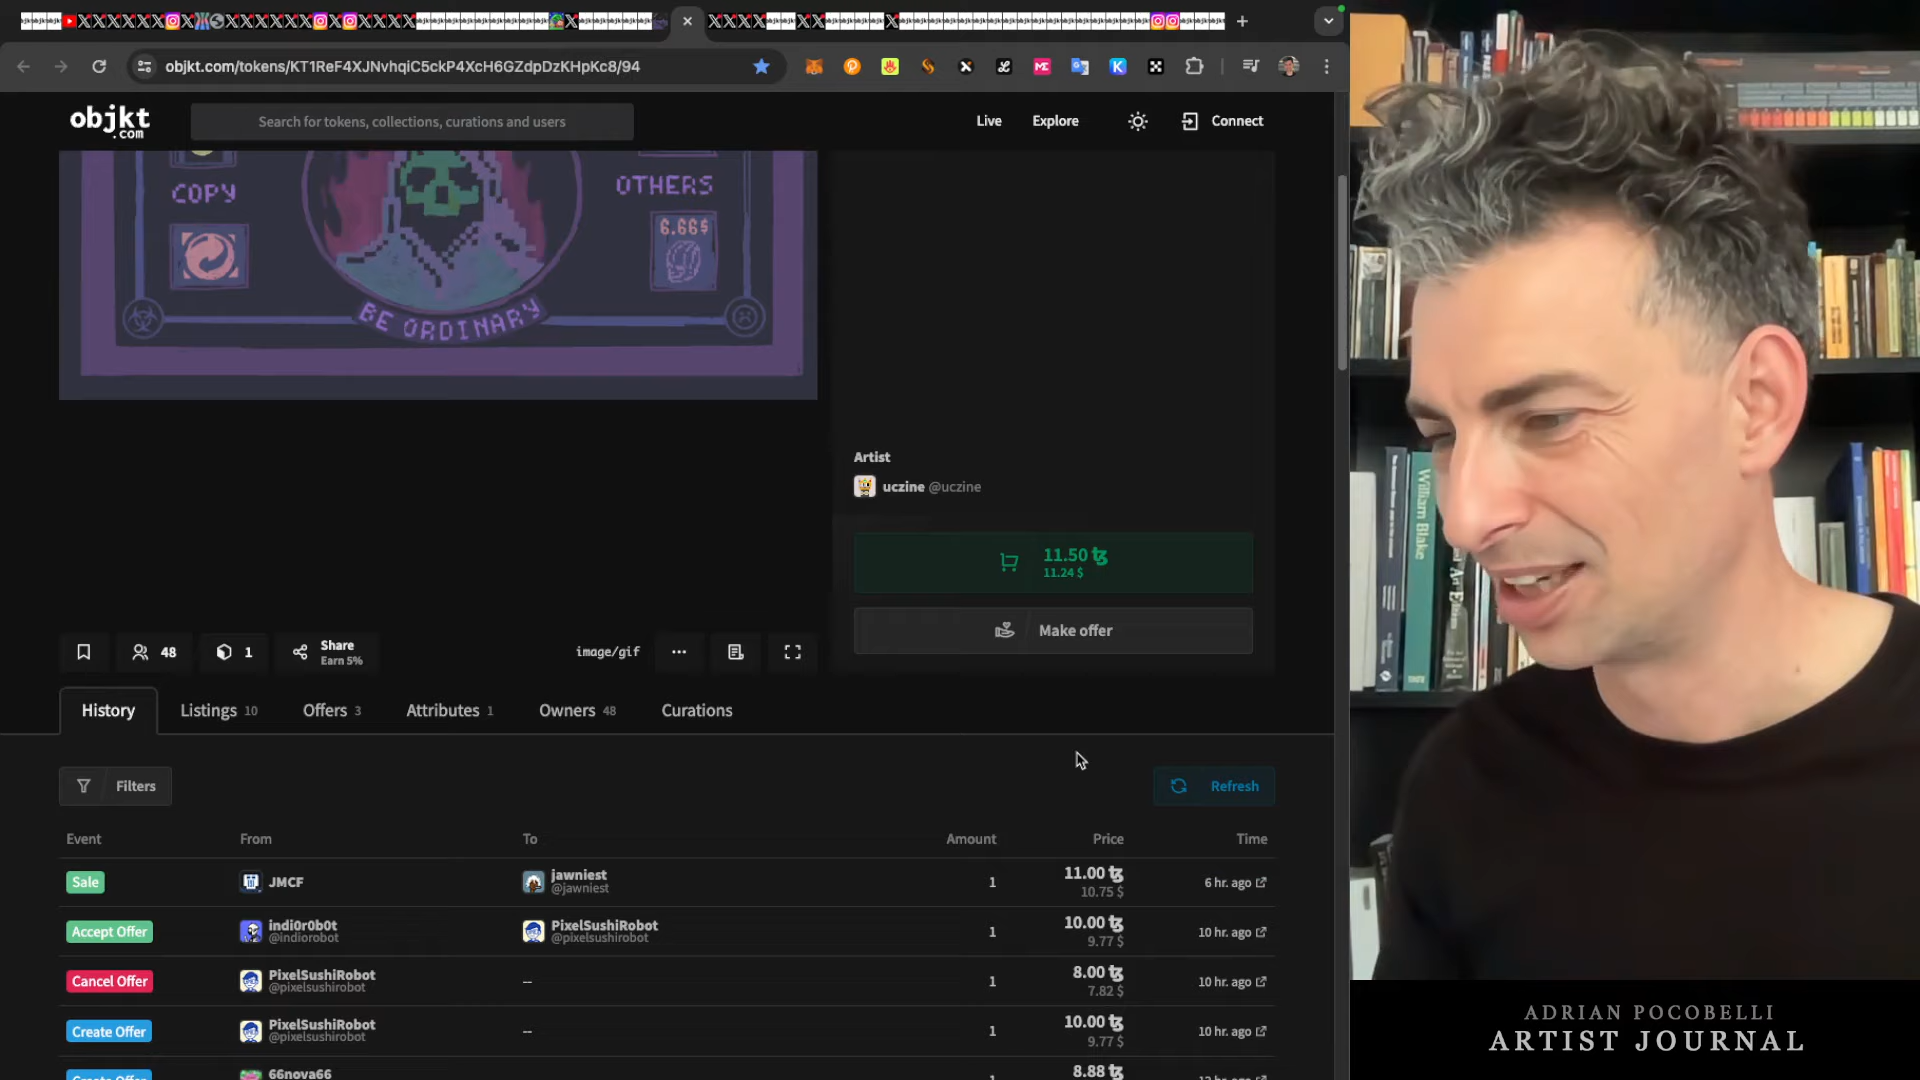 objkt.com/tokens/KT1ReF4XJNvhqiC5ckP4XcH6GZdpDzKHpKc8/94
objkt
.com
Search for tokens, collections, curations and users
Live
Explore
Connect
COPY
OTHERS
6.66$
BE ORDINARY
William Blake
Artist
uczine @uczine
11.50 ꜩ
11.24 $
Make offer
48
1
Share
Earn 5%
image/gif
History
Listings 10
Offers 3
Attributes 1
Owners 48
Curations
Filters
Refresh
Event From To Amount Price Time
Sale JMCF jawniest 1 11.00 ꜩ 6 hr. ago
@jawniest 10.75 $
Accept Offer indi0r0b0t PixelSushiRobot 1 10.00 ꜩ 10 hr. ago
@indiorobot @pixelsushirobot 9.77 $
Cancel Offer PixelSushiRobot -- 1 8.00 ꜩ 10 hr. ago
@pixelsushirobot 7.82 $
Create Offer PixelSushiRobot -- 1 10.00 ꜩ 10 hr. ago
@pixelsushirobot 9.77 $
66nova66 8.88 ꜩ
ADRIAN POCOBELLI
ARTIST JOURNAL